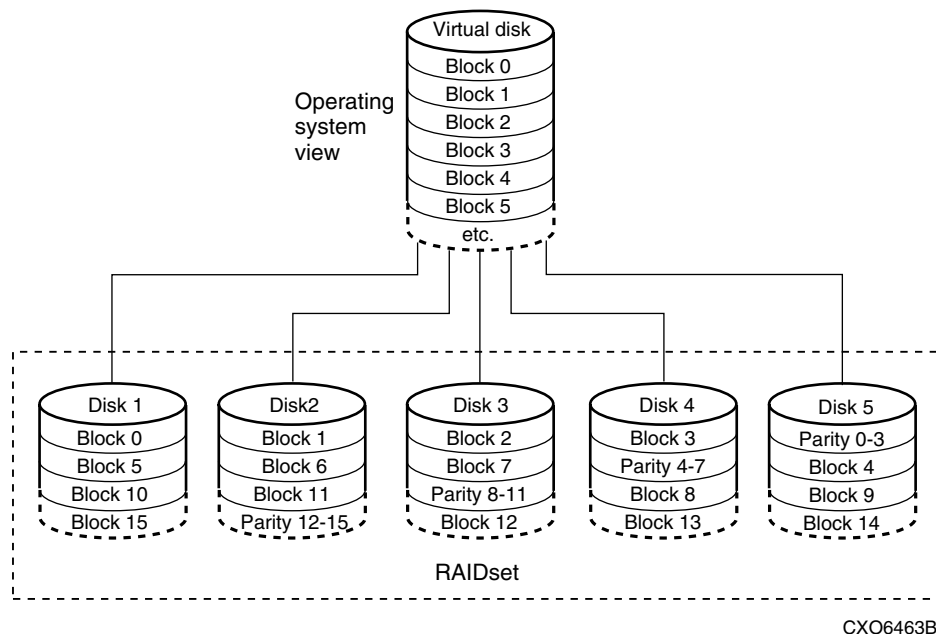 Virtual disk
Block 0
Block 1
Block 2
Block 3
Block 4
Block 5
etc.
Operating
system
view
Disk 1
Block 0
Block 5
Block 10
Block 15
Disk2
Block 1
Block 6
Block 11
Parity 12-15
Disk 3
Block 2
Block 7
Parity 8-11
Block 12
Disk 4
Block 3
Parity 4-7
Block 8
Block 13
Disk 5
Parity 0-3
Block 4
Block 9
Block 14
RAIDset
CXO6463B